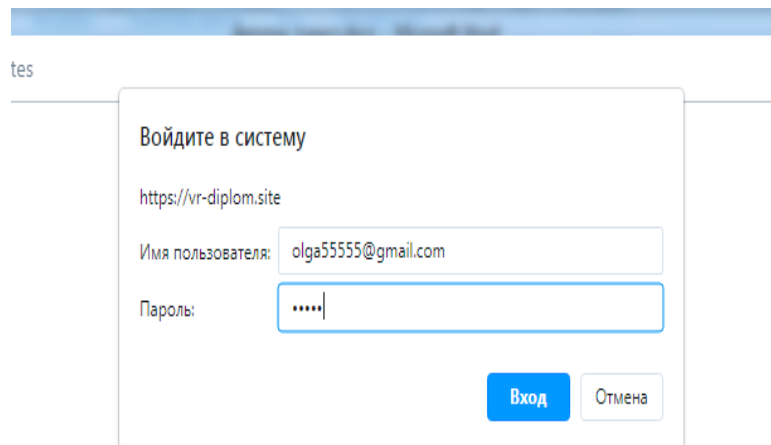 tes
Войдите в систему
https://vr-diplom.site
Имя пользователя: olga55555@gmail.com
Пароль: •••••
Вход Отмена